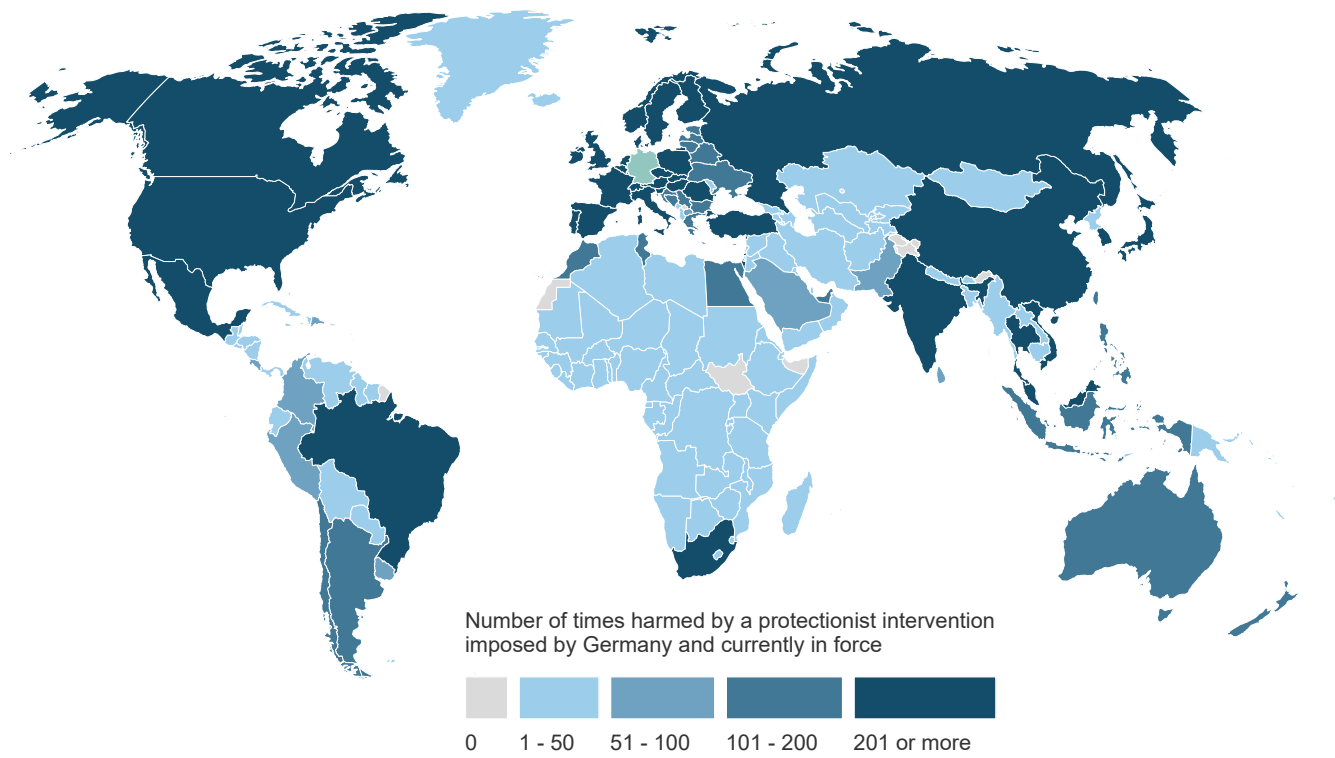 Number of times harmed by a protectionist intervention
imposed by Germany and currently in force
0 1 - 50 51 - 100 101 - 200 201 or more